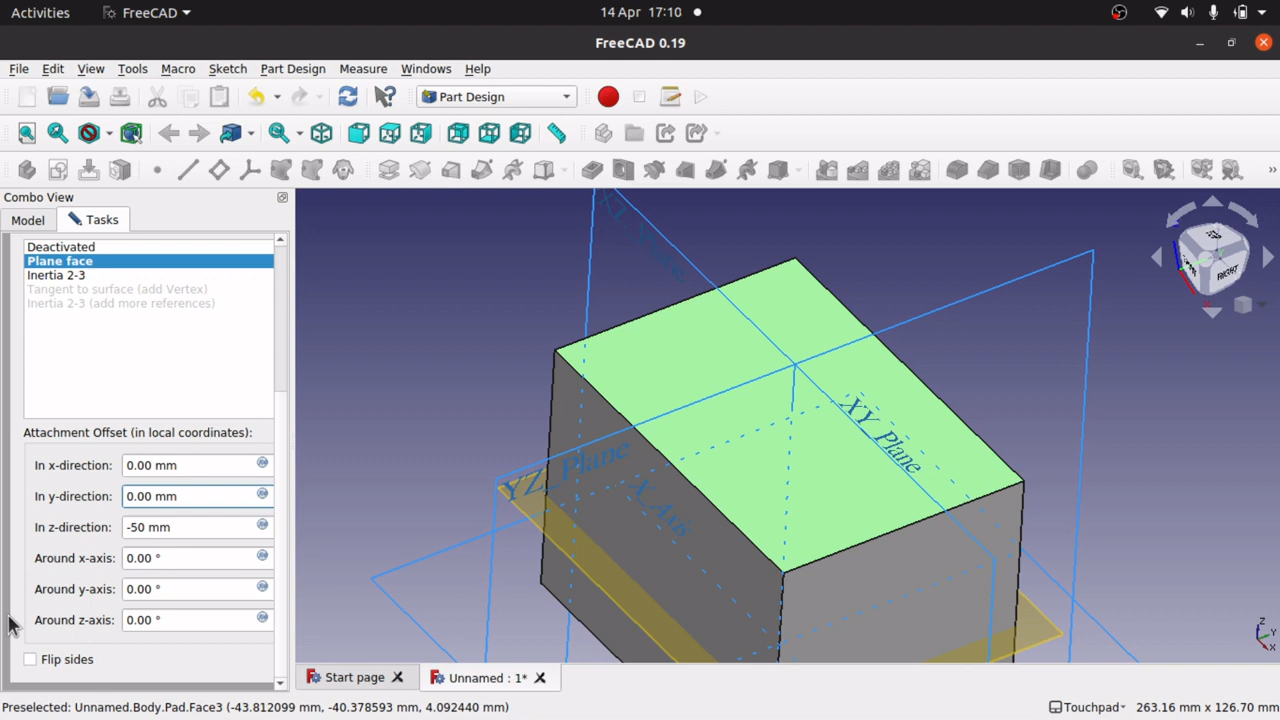 Activities
FreeCAD
14 Apr 17:10
FreeCAD 0.19
File Edit View Tools Macro Sketch Part Design Measure Windows Help
Part Design
Combo View
Model
Tasks
Deactivated
Plane face
Inertia 2-3
Tangent to surface (add Vertex)
Inertia 2-3 (add more references)
Attachment Offset (in local coordinates):
In x-direction: 0.00 mm
In y-direction: 0.00 mm
In z-direction: -50 mm
Around x-axis: 0.00 °
Around y-axis: 0.00 °
Around z-axis: 0.00 °
Flip sides
XZ_Plane
XY_Plane
YZ_Plane
X_Axis
RIGHT
Z
Y
X
Start page
Unnamed : 1*
Preselected: Unnamed.Body.Pad.Face3 (-43.812099 mm, -40.378593 mm, 4.092440 mm)
Touchpad
263.16 mm x 126.70 mm